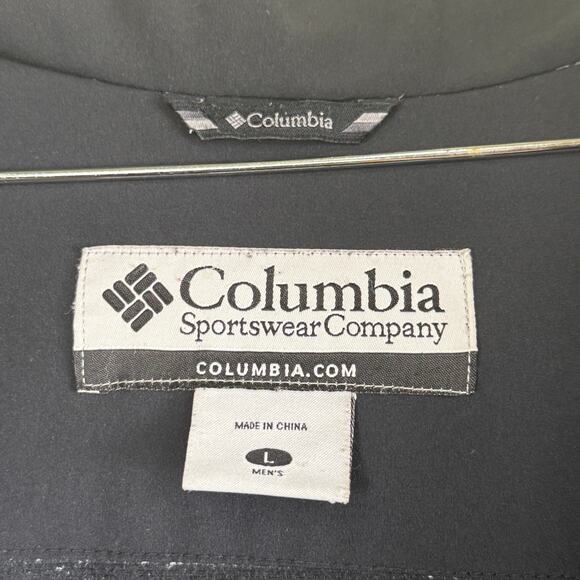 Columbia
Columbia
Sportswear Company
COLUMBIA.COM
MADE IN CHINA
L
MEN'S